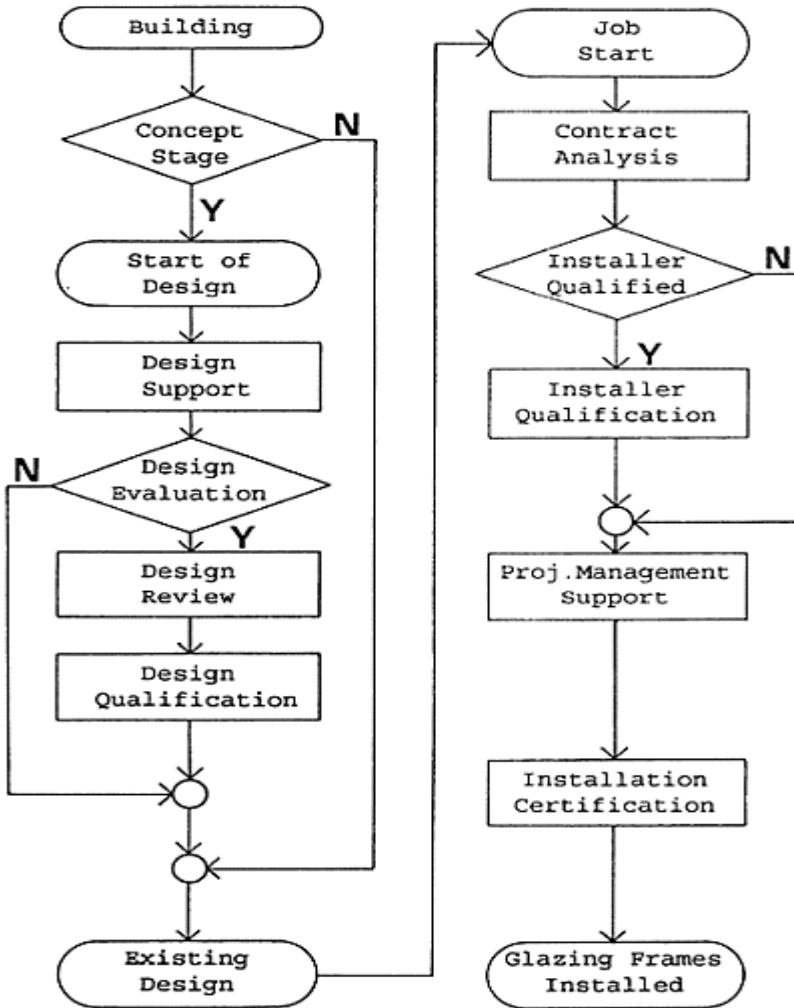 Building
Concept
Stage
N
Y
Start of
Design
Design
Support
N
Design
Evaluation
Y
Design
Review
Design
Qualification
Existing
Design
Job
Start
Contract
Analysis
N
Installer
Qualified
Y
Installer
Qualification
Proj.Management
Support
Installation
Certification
Glazing Frames
Installed